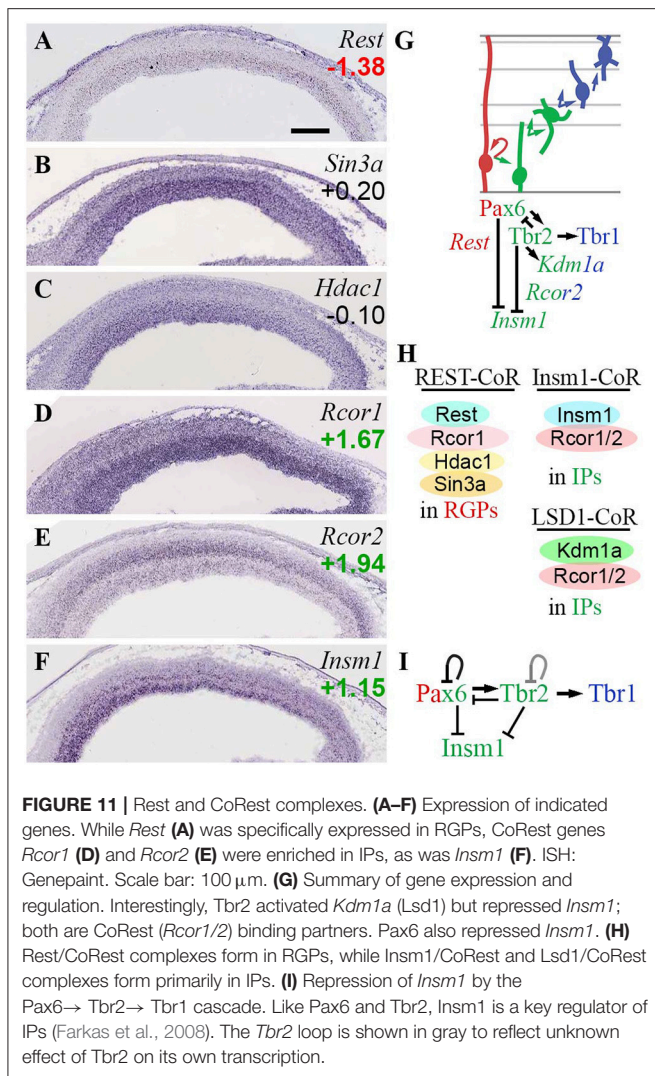 A
Rest
-1.38
B
Sin3a
+0.20
C
Hdac1
-0.10
D
Rcor1
+1.67
E
Rcor2
+1.94
F
Insm1
+1.15
G
Pax6
Rest
Tbr2
Tbr1
Kdm1a
Rcor2
Insm1
H
REST-CoR
Rest
Rcor1
Hdac1
Sin3a
in RGPs
Insm1-CoR
Insm1
Rcor1/2
in IPs
LSD1-CoR
Kdm1a
Rcor1/2
in IPs
I
Pax6
Tbr2
Tbr1
Insm1
FIGURE 11 | Rest and CoRest complexes. (A–F) Expression of indicated
genes. While Rest (A) was specifically expressed in RGPs, CoRest genes
Rcor1 (D) and Rcor2 (E) were enriched in IPs, as was Insm1 (F). ISH:
Genepaint. Scale bar: 100 μm. (G) Summary of gene expression and
regulation. Interestingly, Tbr2 activated Kdm1a (Lsd1) but repressed Insm1;
both are CoRest (Rcor1/2) binding partners. Pax6 also repressed Insm1. (H)
Rest/CoRest complexes form in RGPs, while Insm1/CoRest and Lsd1/CoRest
complexes form primarily in IPs. (I) Repression of Insm1 by the
Pax6→ Tbr2→ Tbr1 cascade. Like Pax6 and Tbr2, Insm1 is a key regulator of
IPs (Farkas et al., 2008). The Tbr2 loop is shown in gray to reflect unknown
effect of Tbr2 on its own transcription.